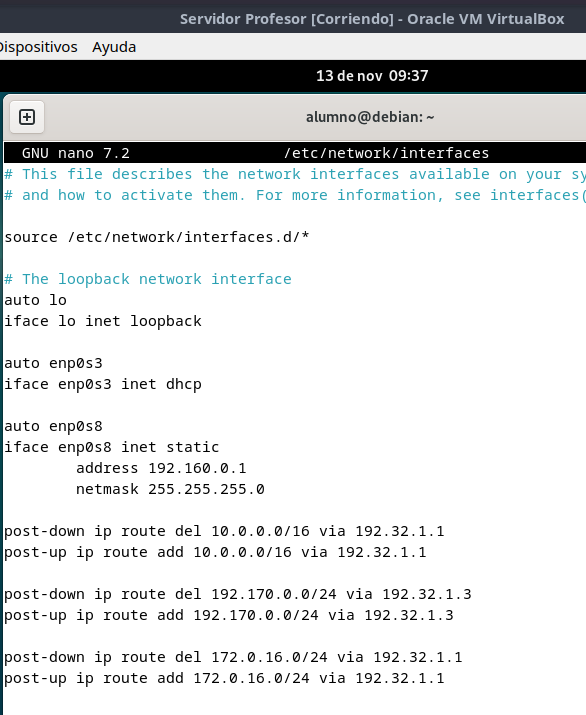 Servidor Profesor [Corriendo] - Oracle VM VirtualBox
Dispositivos Ayuda
13 de nov 09:37
alumno@debian: ~
GNU nano 7.2 /etc/network/interfaces
# This file describes the network interfaces available on your sy
# and how to activate them. For more information, see interfaces(
source /etc/network/interfaces.d/*
# The loopback network interface
auto lo
iface lo inet loopback
auto enp0s3
iface enp0s3 inet dhcp
auto enp0s8
iface enp0s8 inet static
address 192.160.0.1
netmask 255.255.255.0
post-down ip route del 10.0.0.0/16 via 192.32.1.1
post-up ip route add 10.0.0.0/16 via 192.32.1.1
post-down ip route del 192.170.0.0/24 via 192.32.1.3
post-up ip route add 192.170.0.0/24 via 192.32.1.3
post-down ip route del 172.0.16.0/24 via 192.32.1.1
post-up ip route add 172.0.16.0/24 via 192.32.1.1